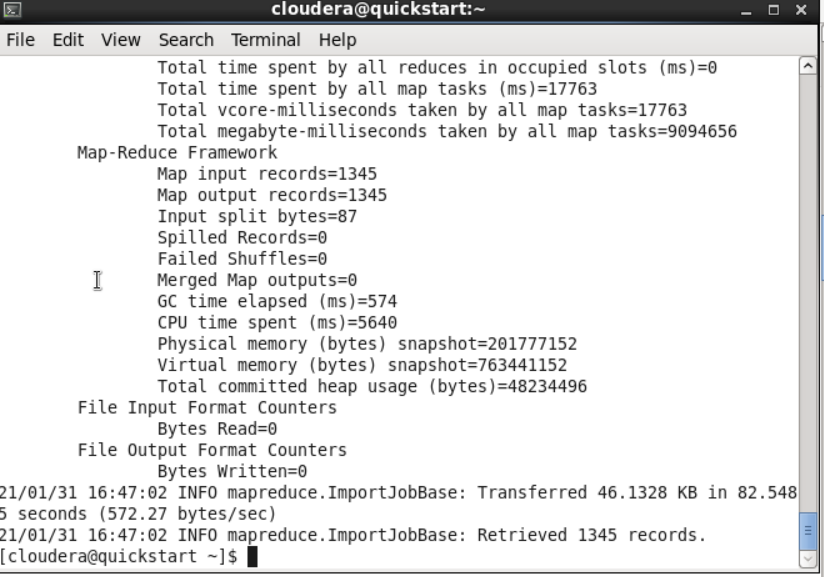 cloudera@quickstart:~
File Edit View Search Terminal Help
Total time spent by all reduces in occupied slots (ms)=0
Total time spent by all map tasks (ms)=17763
Total vcore-milliseconds taken by all map tasks=17763
Total megabyte-milliseconds taken by all map tasks=9094656
Map-Reduce Framework
Map input records=1345
Map output records=1345
Input split bytes=87
Spilled Records=0
Failed Shuffles=0
Merged Map outputs=0
GC time elapsed (ms)=574
CPU time spent (ms)=5640
Physical memory (bytes) snapshot=201777152
Virtual memory (bytes) snapshot=763441152
Total committed heap usage (bytes)=48234496
File Input Format Counters
Bytes Read=0
File Output Format Counters
Bytes Written=0
21/01/31 16:47:02 INFO mapreduce.ImportJobBase: Transferred 46.1328 KB in 82.548
5 seconds (572.27 bytes/sec)
21/01/31 16:47:02 INFO mapreduce.ImportJobBase: Retrieved 1345 records.
[cloudera@quickstart ~]$